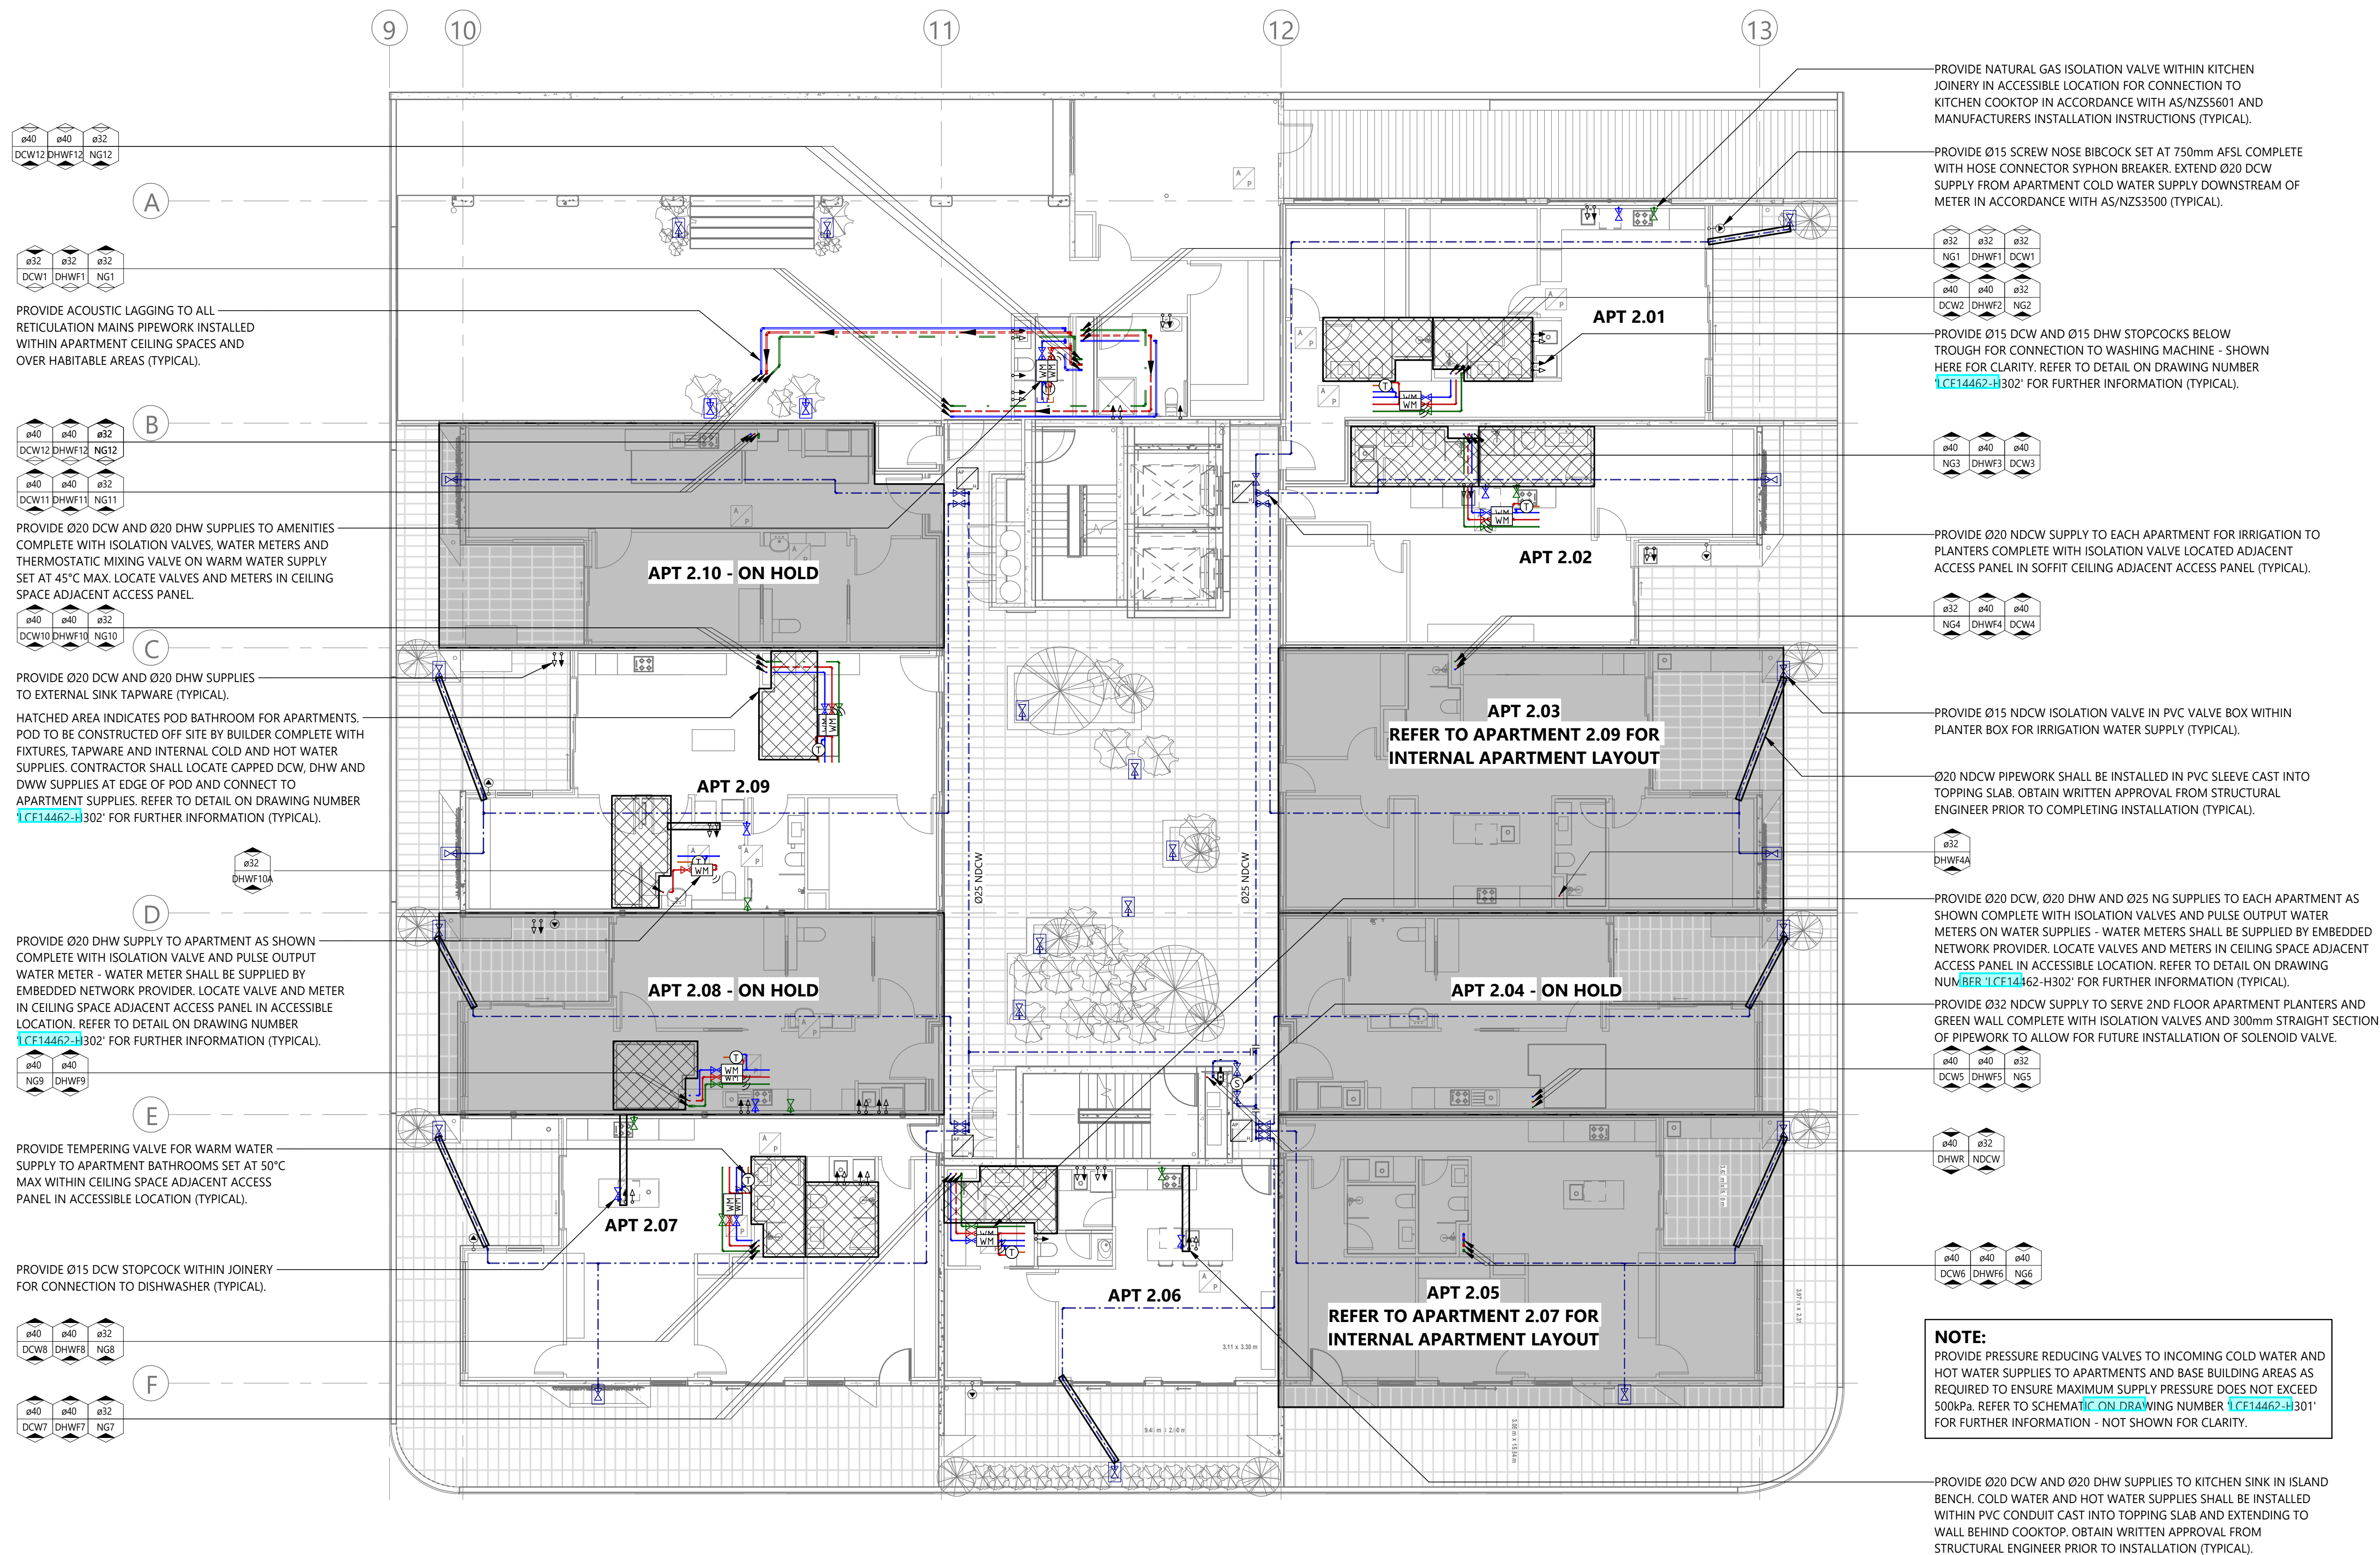 9
10
11
12
13
A
B
C
D
E
F
ø40
ø40
ø32
DCW12
DHWF12
NG12
ø32
ø32
ø32
DCW1
DHWF1
NG1
PROVIDE ACOUSTIC LAGGING TO ALL
RETICULATION MAINS PIPEWORK INSTALLED
WITHIN APARTMENT CEILING SPACES AND
OVER HABITABLE AREAS (TYPICAL).
ø40
ø40
ø32
DCW12
DHWF12
NG12
ø40
ø40
ø32
DCW11
DHWF11
NG11
PROVIDE Ø20 DCW AND Ø20 DHW SUPPLIES TO AMENITIES
COMPLETE WITH ISOLATION VALVES, WATER METERS AND
THERMOSTATIC MIXING VALVE ON WARM WATER SUPPLY
SET AT 45°C MAX. LOCATE VALVES AND METERS IN CEILING
SPACE ADJACENT ACCESS PANEL.
ø40
ø40
ø32
DCW10
DHWF10
NG10
PROVIDE Ø20 DCW AND Ø20 DHW SUPPLIES
TO EXTERNAL SINK TAPWARE (TYPICAL).
HATCHED AREA INDICATES POD BATHROOM FOR APARTMENTS.
POD TO BE CONSTRUCTED OFF SITE BY BUILDER COMPLETE WITH
FIXTURES, TAPWARE AND INTERNAL COLD AND HOT WATER
SUPPLIES. CONTRACTOR SHALL LOCATE CAPPED DCW, DHW AND
DWW SUPPLIES AT EDGE OF POD AND CONNECT TO
APARTMENT SUPPLIES. REFER TO DETAIL ON DRAWING NUMBER
'LCE14462-H302' FOR FURTHER INFORMATION (TYPICAL).
ø32
DHWF10A
PROVIDE Ø20 DHW SUPPLY TO APARTMENT AS SHOWN
COMPLETE WITH ISOLATION VALVE AND PULSE OUTPUT
WATER METER - WATER METER SHALL BE SUPPLIED BY
EMBEDDED NETWORK PROVIDER. LOCATE VALVE AND METER
IN CEILING SPACE ADJACENT ACCESS PANEL IN ACCESSIBLE
LOCATION. REFER TO DETAIL ON DRAWING NUMBER
'LCE14462-H302' FOR FURTHER INFORMATION (TYPICAL).
ø40
ø40
NG9
DHWF9
PROVIDE TEMPERING VALVE FOR WARM WATER
SUPPLY TO APARTMENT BATHROOMS SET AT 50°C
MAX WITHIN CEILING SPACE ADJACENT ACCESS
PANEL IN ACCESSIBLE LOCATION (TYPICAL).
PROVIDE Ø15 DCW STOPCOCK WITHIN JOINERY
FOR CONNECTION TO DISHWASHER (TYPICAL).
ø40
ø40
ø32
DCW8
DHWF8
NG8
ø40
ø40
ø32
DCW7
DHWF7
NG7
APT 2.01
APT 2.02
APT 2.10 - ON HOLD
APT 2.03
REFER TO APARTMENT 2.09 FOR
INTERNAL APARTMENT LAYOUT
APT 2.09
Ø25 NDCW
Ø25 NDCW
APT 2.08 - ON HOLD
APT 2.04 - ON HOLD
APT 2.07
APT 2.06
APT 2.05
REFER TO APARTMENT 2.07 FOR
INTERNAL APARTMENT LAYOUT
3.11 x 3.30 m
PROVIDE NATURAL GAS ISOLATION VALVE WITHIN KITCHEN
JOINERY IN ACCESSIBLE LOCATION FOR CONNECTION TO
KITCHEN COOKTOP IN ACCORDANCE WITH AS/NZS5601 AND
MANUFACTURERS INSTALLATION INSTRUCTIONS (TYPICAL).
PROVIDE Ø15 SCREW NOSE BIBCOCK SET AT 750mm AFSL COMPLETE
WITH HOSE CONNECTOR SYPHON BREAKER. EXTEND Ø20 DCW
SUPPLY FROM APARTMENT COLD WATER SUPPLY DOWNSTREAM OF
METER IN ACCORDANCE WITH AS/NZS3500 (TYPICAL).
ø32
ø32
ø32
NG1
DHWF1
DCW1
ø40
ø40
ø32
DCW2
DHWF2
NG2
PROVIDE Ø15 DCW AND Ø15 DHW STOPCOCKS BELOW
TROUGH FOR CONNECTION TO WASHING MACHINE - SHOWN
HERE FOR CLARITY. REFER TO DETAIL ON DRAWING NUMBER
'LCE14462-H302' FOR FURTHER INFORMATION (TYPICAL).
ø40
ø40
ø40
NG3
DHWF3
DCW3
PROVIDE Ø20 NDCW SUPPLY TO EACH APARTMENT FOR IRRIGATION TO
PLANTERS COMPLETE WITH ISOLATION VALVE LOCATED ADJACENT
ACCESS PANEL IN SOFFIT CEILING ADJACENT ACCESS PANEL (TYPICAL).
ø32
ø40
ø40
NG4
DHWF4
DCW4
PROVIDE Ø15 NDCW ISOLATION VALVE IN PVC VALVE BOX WITHIN
PLANTER BOX FOR IRRIGATION WATER SUPPLY (TYPICAL).
Ø20 NDCW PIPEWORK SHALL BE INSTALLED IN PVC SLEEVE CAST INTO
TOPPING SLAB. OBTAIN WRITTEN APPROVAL FROM STRUCTURAL
ENGINEER PRIOR TO COMPLETING INSTALLATION (TYPICAL).
ø32
DHWF4A
PROVIDE Ø20 DCW, Ø20 DHW AND Ø25 NG SUPPLIES TO EACH APARTMENT AS
SHOWN COMPLETE WITH ISOLATION VALVES AND PULSE OUTPUT WATER
METERS ON WATER SUPPLIES - WATER METERS SHALL BE SUPPLIED BY EMBEDDED
NETWORK PROVIDER. LOCATE VALVES AND METERS IN CEILING SPACE ADJACENT
ACCESS PANEL IN ACCESSIBLE LOCATION. REFER TO DETAIL ON DRAWING
NUMBER 'LCE14462-H302' FOR FURTHER INFORMATION (TYPICAL).
PROVIDE Ø32 NDCW SUPPLY TO SERVE 2ND FLOOR APARTMENT PLANTERS AND
GREEN WALL COMPLETE WITH ISOLATION VALVES AND 300mm STRAIGHT SECTION
OF PIPEWORK TO ALLOW FOR FUTURE INSTALLATION OF SOLENOID VALVE.
ø40
ø40
ø32
DCW5
DHWF5
NG5
ø40
ø32
DHWR
NDCW
ø40
ø40
ø40
DCW6
DHWF6
NG6
NOTE:
PROVIDE PRESSURE REDUCING VALVES TO INCOMING COLD WATER AND
HOT WATER SUPPLIES TO APARTMENTS AND BASE BUILDING AREAS AS
REQUIRED TO ENSURE MAXIMUM SUPPLY PRESSURE DOES NOT EXCEED
500kPa. REFER TO SCHEMATIC ON DRAWING NUMBER 'LCE14462-H301'
FOR FURTHER INFORMATION - NOT SHOWN FOR CLARITY.
PROVIDE Ø20 DCW AND Ø20 DHW SUPPLIES TO KITCHEN SINK IN ISLAND
BENCH. COLD WATER AND HOT WATER SUPPLIES SHALL BE INSTALLED
WITHIN PVC CONDUIT CAST INTO TOPPING SLAB AND EXTENDING TO
WALL BEHIND COOKTOP. OBTAIN WRITTEN APPROVAL FROM
STRUCTURAL ENGINEER PRIOR TO INSTALLATION (TYPICAL).